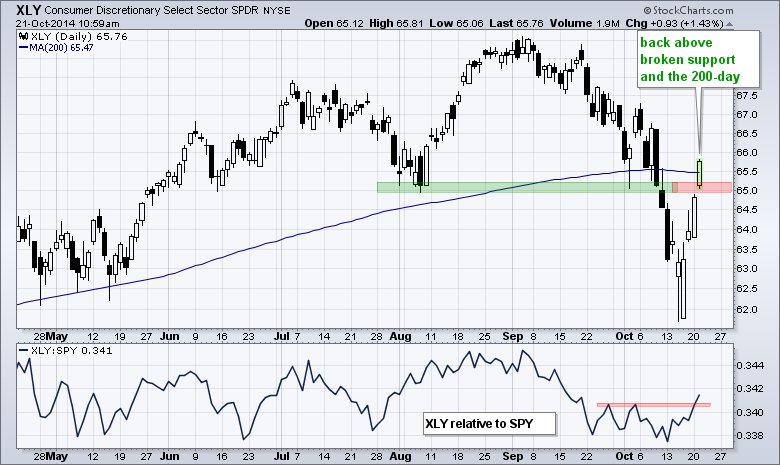 XLY Consumer Discretionary Select Sector SPDR NYSE © StockCharts.com
21-Oct-2014 10:59am Open 65.12 High 65.81 Low 65.06 Last 65.76 Volume 1.9M Chg +0.93 (+1.43%)
XLY (Daily) 65.76
MA(200) 65.47
back above
broken support
and the 200-day
67.5
67.0
66.5
66.0
65.5
65.0
64.5
64.0
63.5
63.0
62.5
62.0
28 May 12 19 27 Jun 9 16 23 Jul 7 14 21 28 Aug 11 18 25 Sep 8 15 22 Oct 6 13 20 27
XLY:SPY 0.341
0.344
0.342
0.340
0.338
XLY relative to SPY
28 May 12 19 27 Jun 9 16 23 Jul 7 14 21 28 Aug 11 18 25 Sep 8 15 22 Oct 6 13 20 27